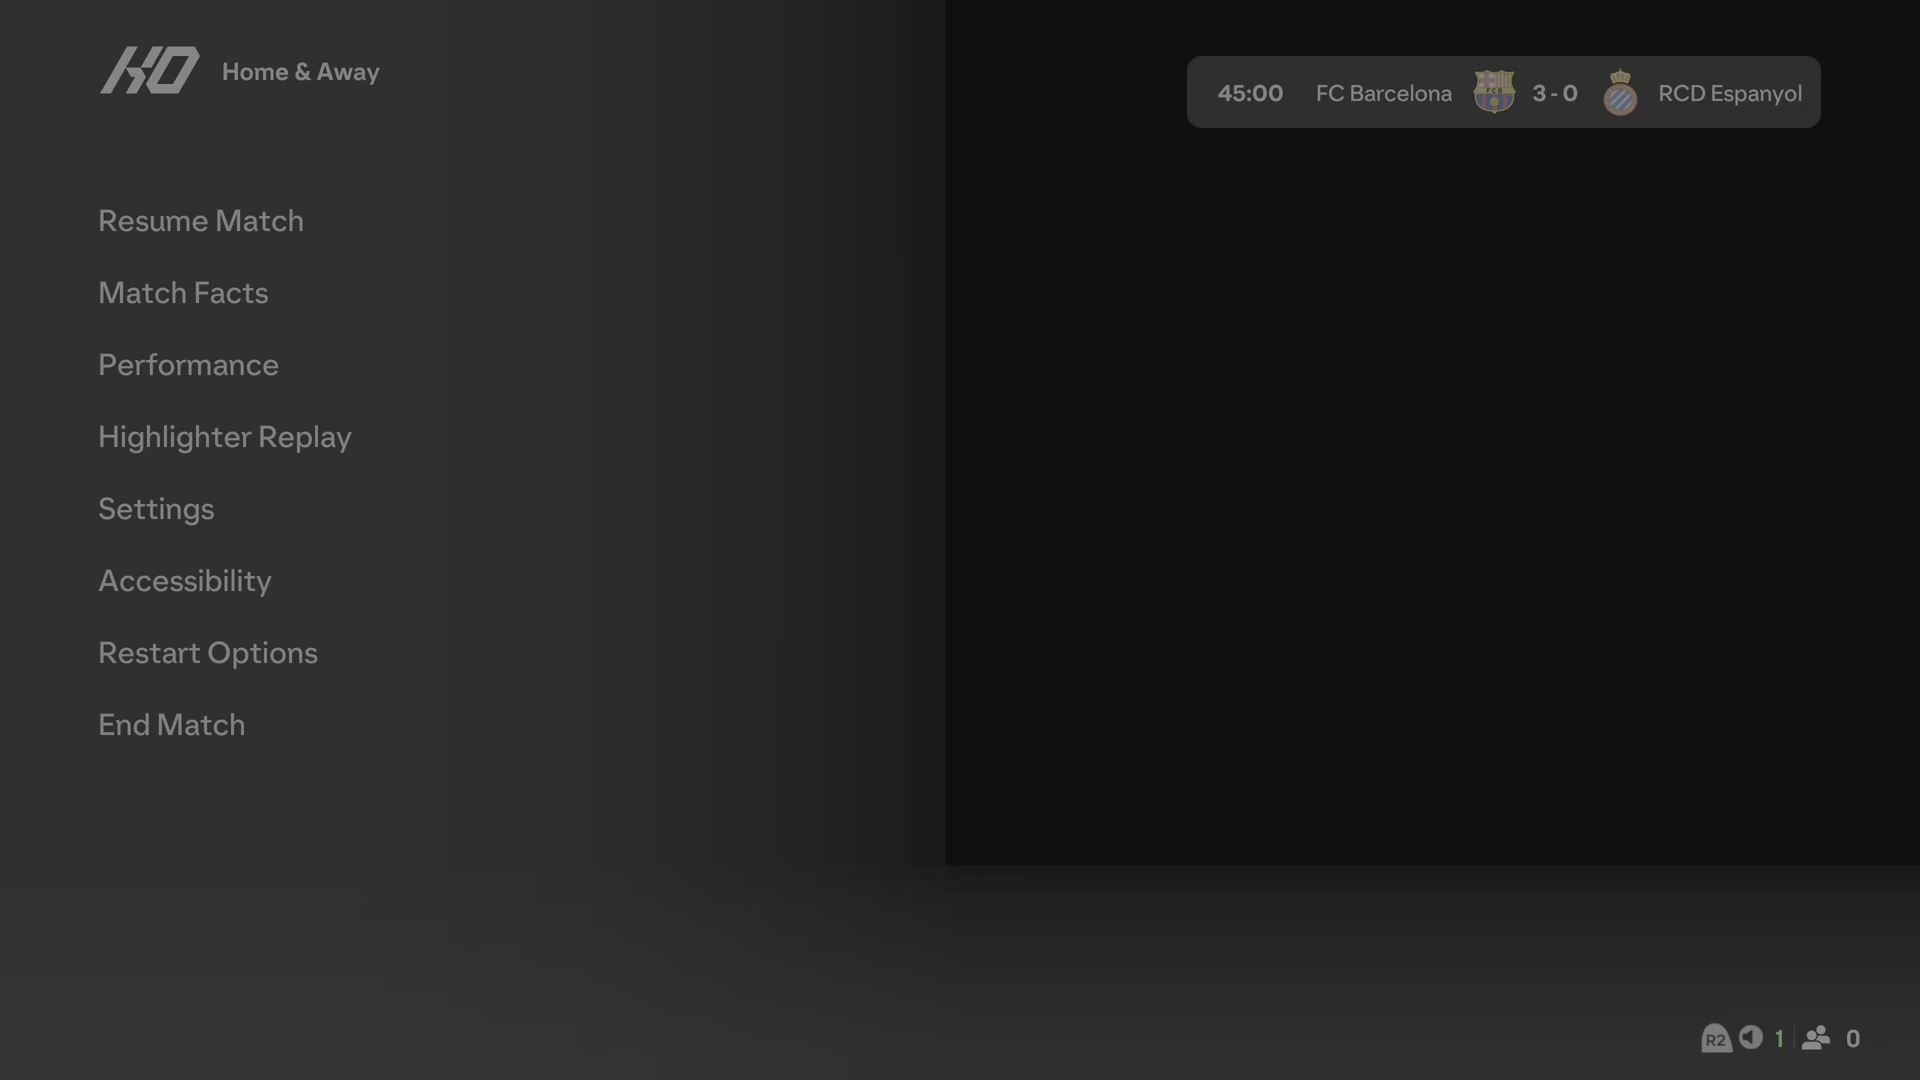 KO Home & Away
45:00 FC Barcelona FCB 3 - 0 RCD Espanyol
Resume Match
Match Facts
Performance
Highlighter Replay
Settings
Accessibility
Restart Options
End Match
R2 1 0